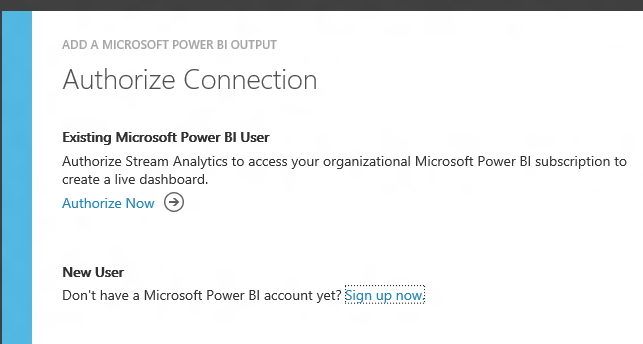 ADD A MICROSOFT POWER BI OUTPUT
Authorize Connection
Existing Microsoft Power BI User
Authorize Stream Analytics to access your organizational Microsoft Power BI subscription to
create a live dashboard.
Authorize Now
New User
Don't have a Microsoft Power BI account yet? Sign up now.